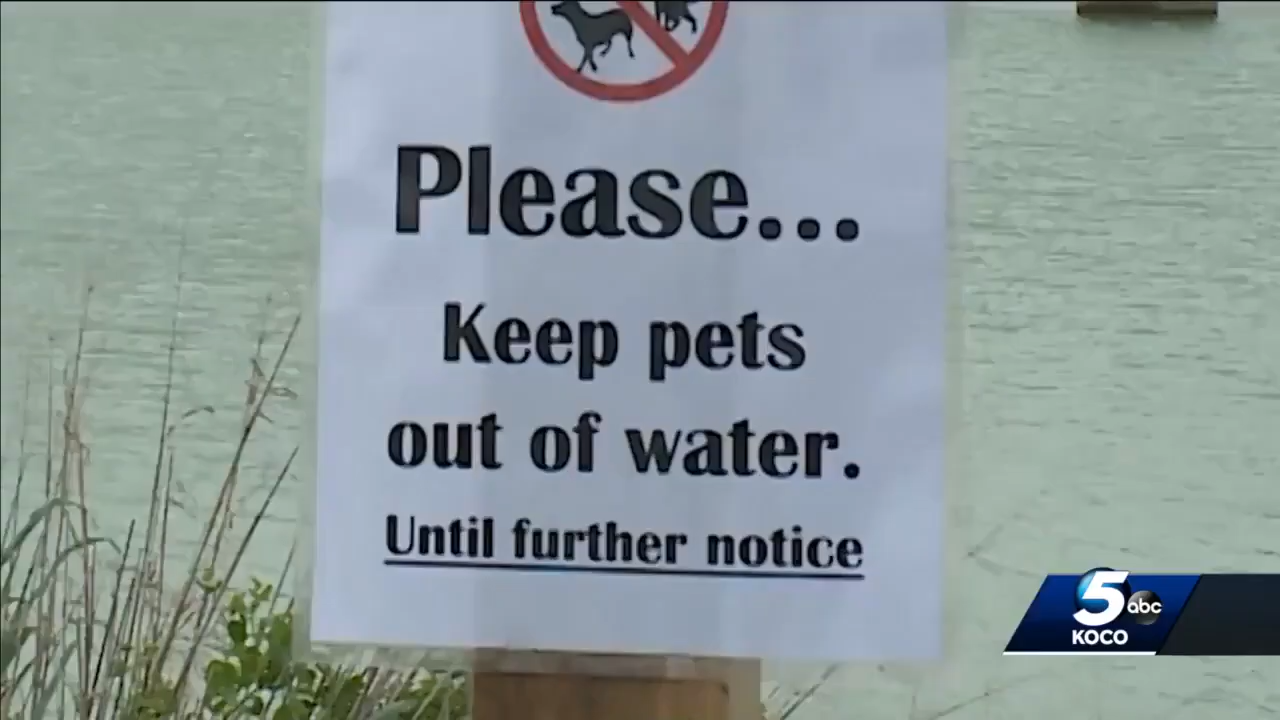 Please...
Keep pets
out of water.
Until further notice
5 abc
KOCO